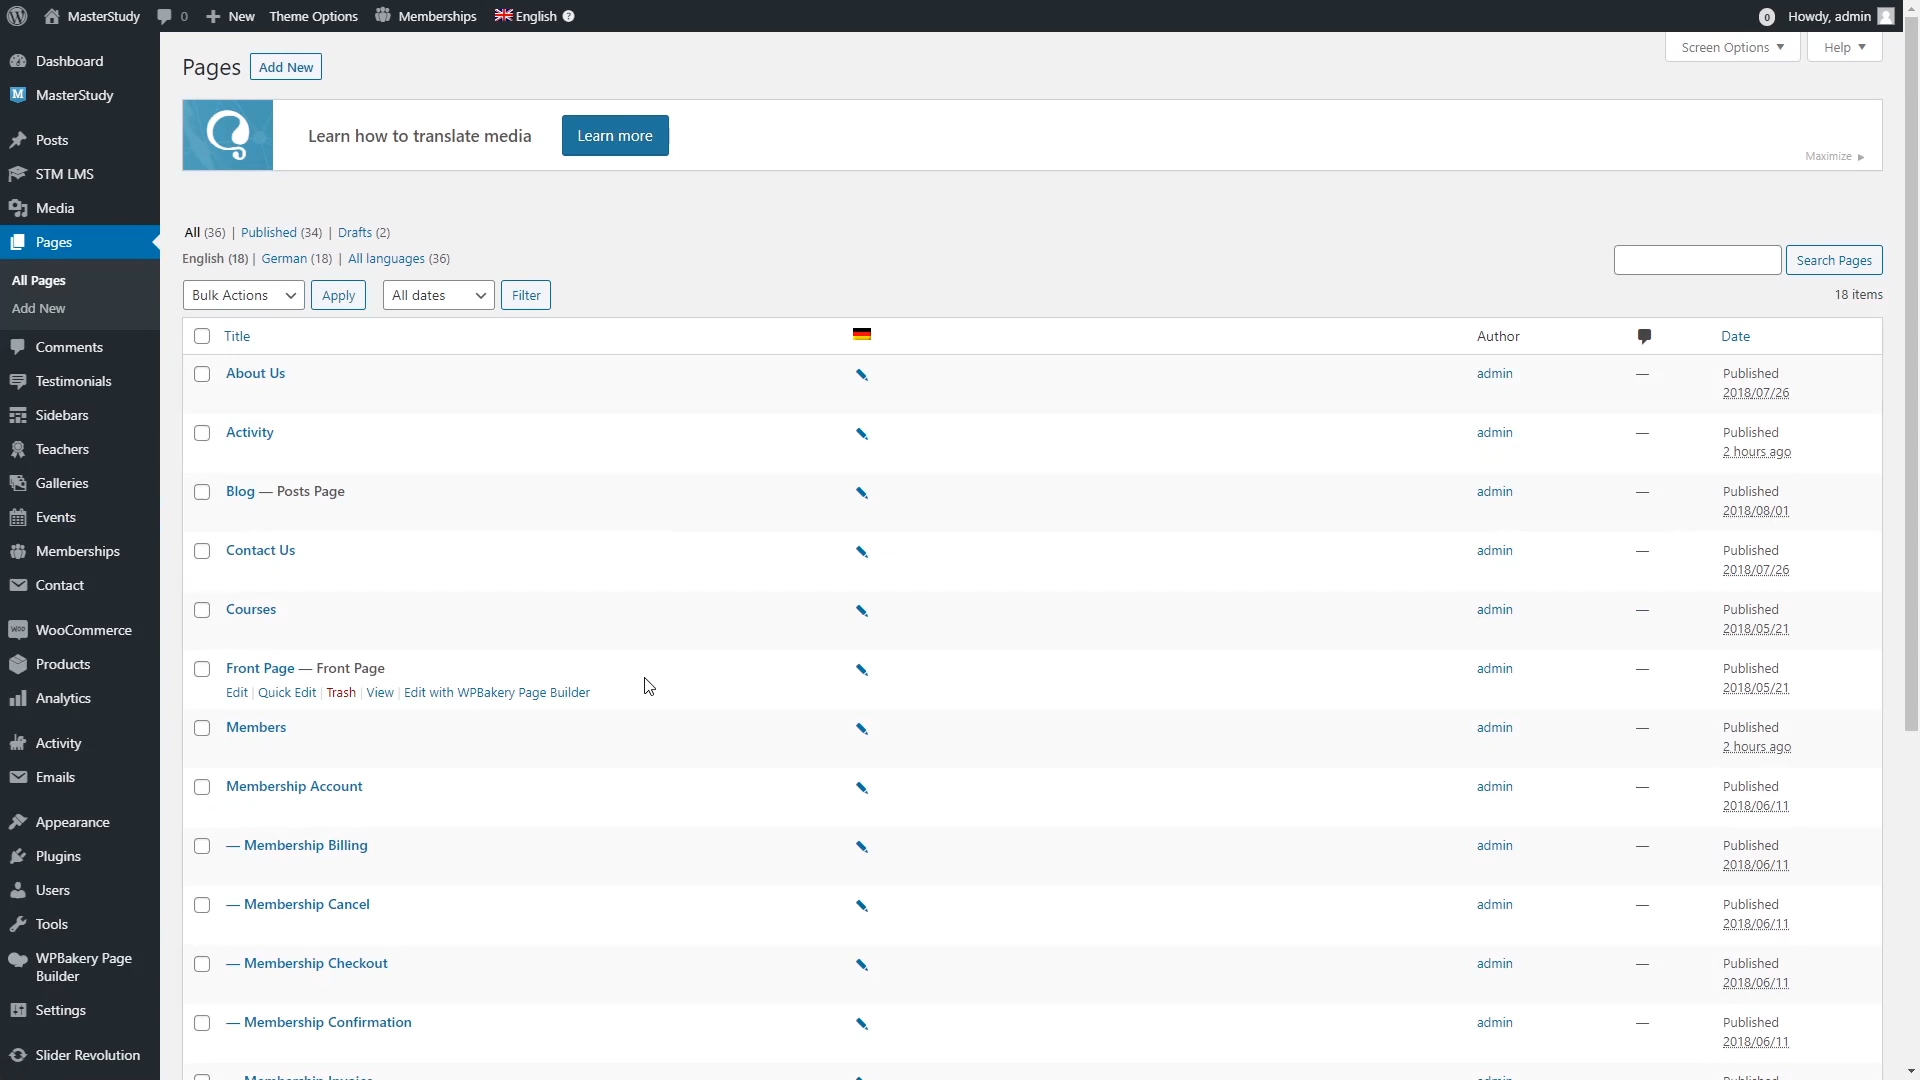 MasterStudy 0 New Theme Options Memberships English ? 0 Howdy, admin
Dashboard
M MasterStudy
Posts
STM LMS
Media
Pages
All Pages
Add New
Comments
Testimonials
Sidebars
Teachers
Galleries
Events
Memberships
Contact
Woo WooCommerce
Products
Analytics
Activity
Emails
Appearance
Plugins
Users
Tools
WPBakery Page
Builder
Settings
Slider Revolution
Screen Options Help
Pages Add New
Learn how to translate media Learn more
Maximize
All (36) | Published (34) | Drafts (2)
English (18) | German (18) | All languages (36)
Search Pages
Bulk Actions Apply All dates Filter 18 items
Title Author Date
About Us admin — Published
2018/07/26
Activity admin — Published
2 hours ago
Blog — Posts Page admin — Published
2018/08/01
Contact Us admin — Published
2018/07/26
Courses admin — Published
2018/05/21
Front Page — Front Page admin — Published
Edit | Quick Edit | Trash | View | Edit with WPBakery Page Builder 2018/05/21
Members admin — Published
2 hours ago
Membership Account admin — Published
2018/06/11
— Membership Billing admin — Published
2018/06/11
— Membership Cancel admin — Published
2018/06/11
— Membership Checkout admin — Published
2018/06/11
— Membership Confirmation admin — Published
2018/06/11